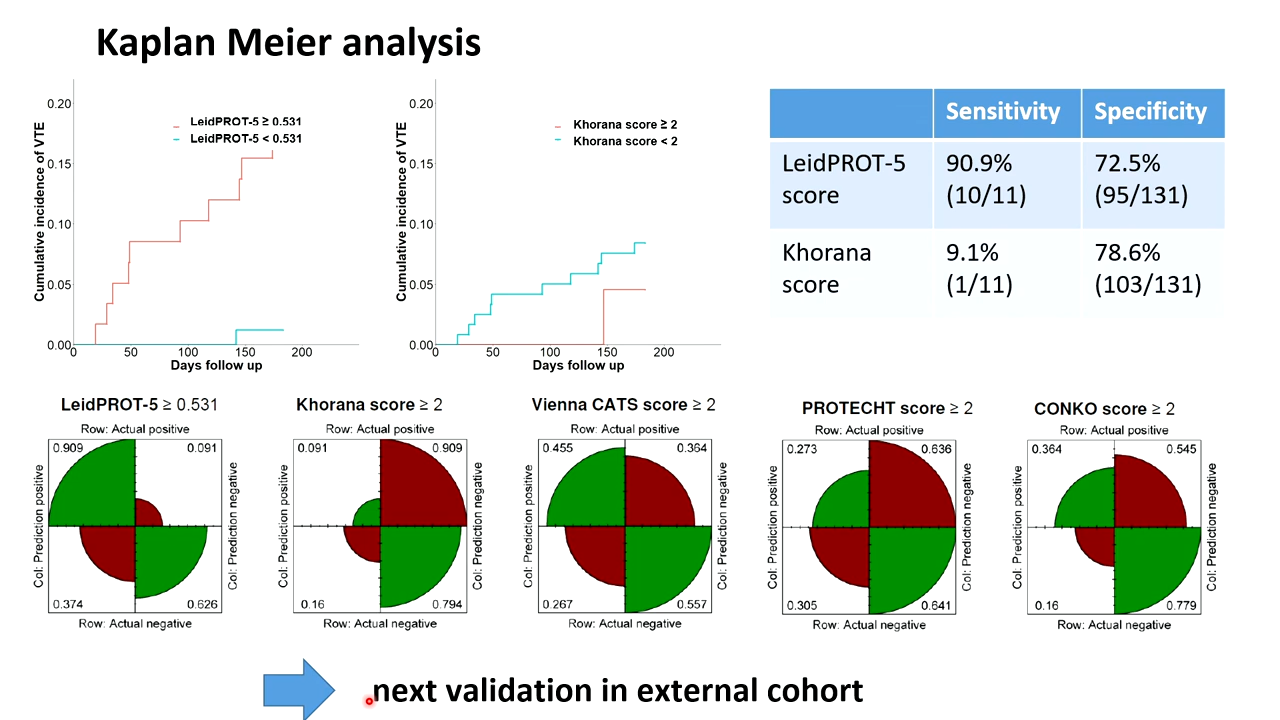 Kaplan Meier analysis
Cumulative incidence of VTE
0.20
0.15
0.10
0.05
0.00
0 50 100 150 200
Days follow up
LeidPROT-5 ≥ 0.531
LeidPROT-5 < 0.531
Cumulative incidence of VTE
0.20
0.15
0.10
0.05
0.00
0 50 100 150 200
Days follow up
Khorana score ≥ 2
Khorana score < 2
Sensitivity Specificity
LeidPROT-5 score
90.9% (10/11)
72.5% (95/131)
Khorana score
9.1% (1/11)
78.6% (103/131)
LeidPROT-5 ≥ 0.531
Row: Actual positive
0.909 0.091
Col: Prediction positive
Col: Prediction negative
0.374 0.626
Row: Actual negative
Khorana score ≥ 2
Row: Actual positive
0.091 0.909
Col: Prediction positive
Col: Prediction negative
0.16 0.794
Row: Actual negative
Vienna CATS score ≥ 2
Row: Actual positive
0.455 0.364
Col: Prediction positive
Col: Prediction negative
0.267 0.557
Row: Actual negative
PROTECHT score ≥ 2
Row: Actual positive
0.273 0.636
Col: Prediction positive
Col: Prediction negative
0.305 0.641
Row: Actual negative
CONKO score ≥ 2
Row: Actual positive
0.364 0.545
Col: Prediction positive
Col: Prediction negative
0.16 0.779
Row: Actual negative
next validation in external cohort